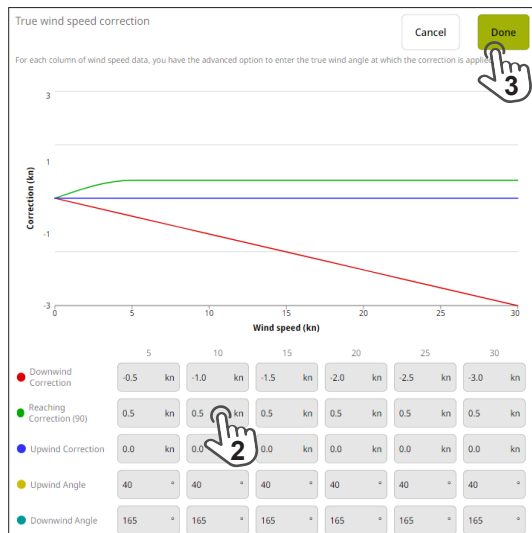 True wind speed correction
Cancel
Done
For each column of wind speed data, you have the advanced option to enter the true wind angle at which the correction is applie
3
3
1
-1
-3
Correction (kn)
0 5 10 15 20 25 30
Wind speed (kn)
5 10 15 20 25 30
Downwind
Correction
-0.5 kn -1.0 kn -1.5 kn -2.0 kn -2.5 kn -3.0 kn
Reaching
Correction (90)
0.5 kn 0.5 kn 0.5 kn 0.5 kn 0.5 kn 0.5 kn
2
Upwind Correction 0.0 kn 0.0 0.0 kn 0.0 kn 0.0 kn 0.0 kn
Upwind Angle 40 ° 40 ° 40 ° 40 ° 40 ° 40 °
Downwind Angle 165 ° 165 ° 165 ° 165 ° 165 ° 165 °